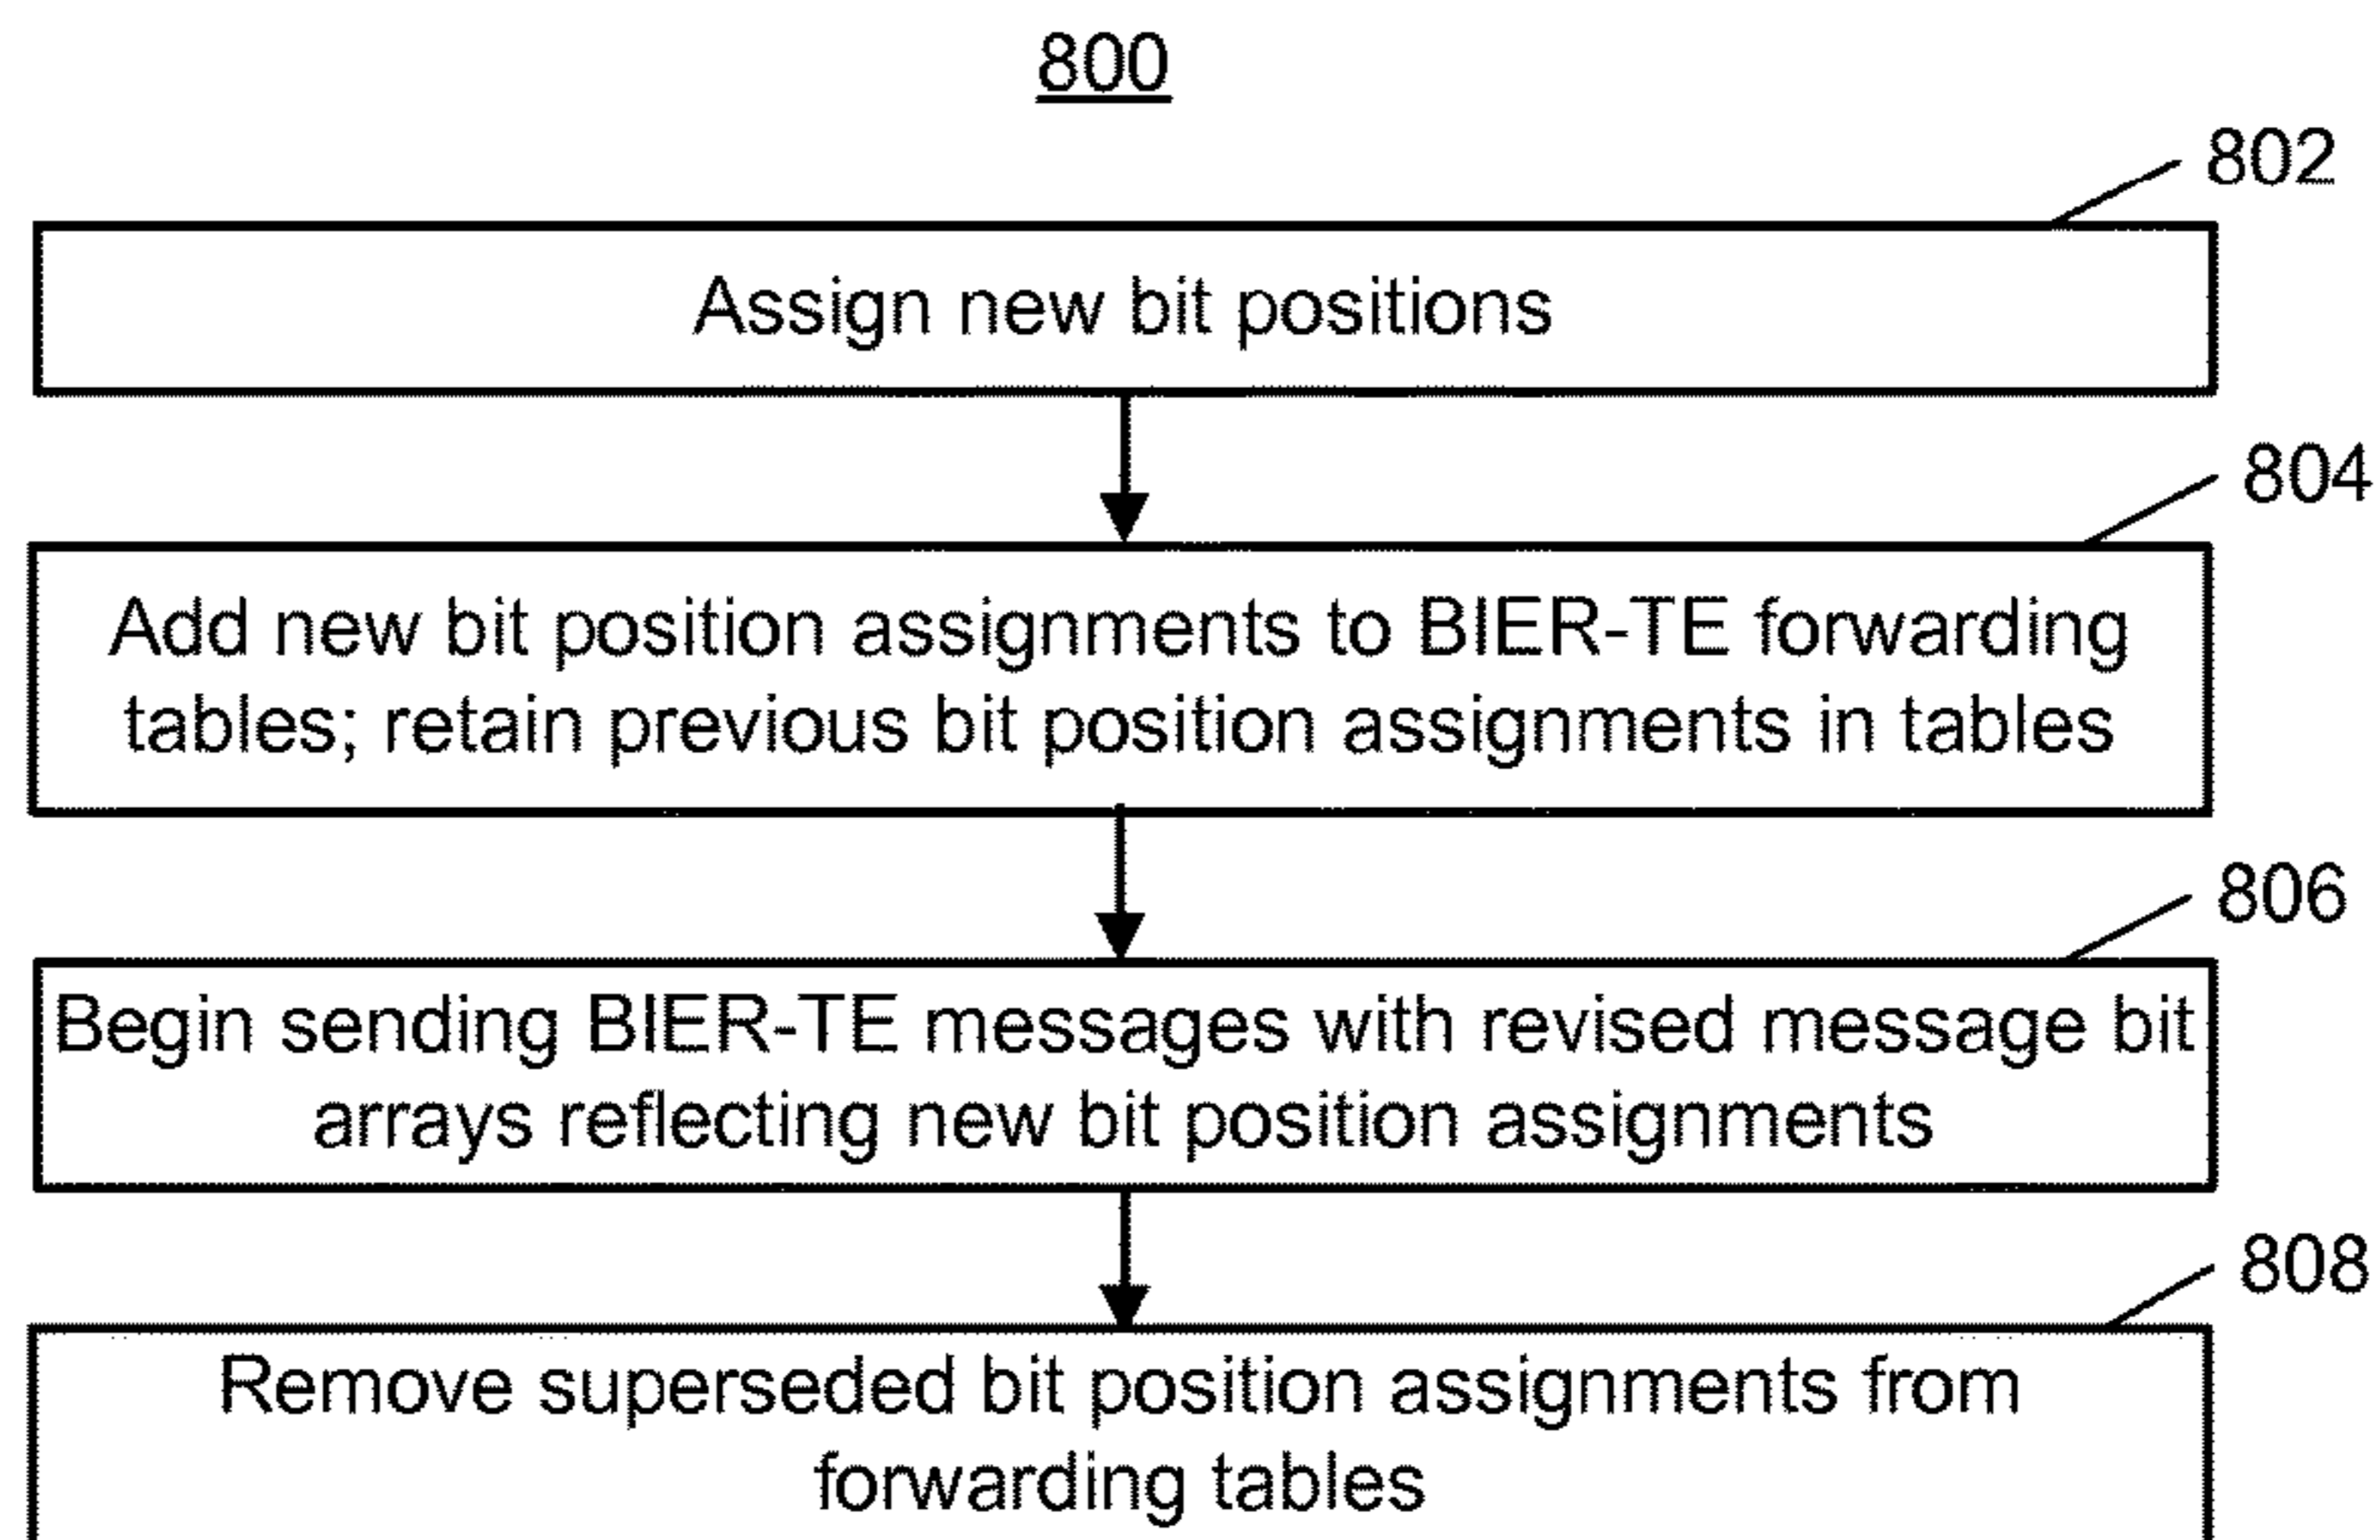 800
802
Assign new bit positions
804
Add new bit position assignments to BIER-TE forwarding
tables; retain previous bit position assignments in tables
806
Begin sending BIER-TE messages with revised message bit
arrays reflecting new bit position assignments
808
Remove superseded bit position assignments from
forwarding tables